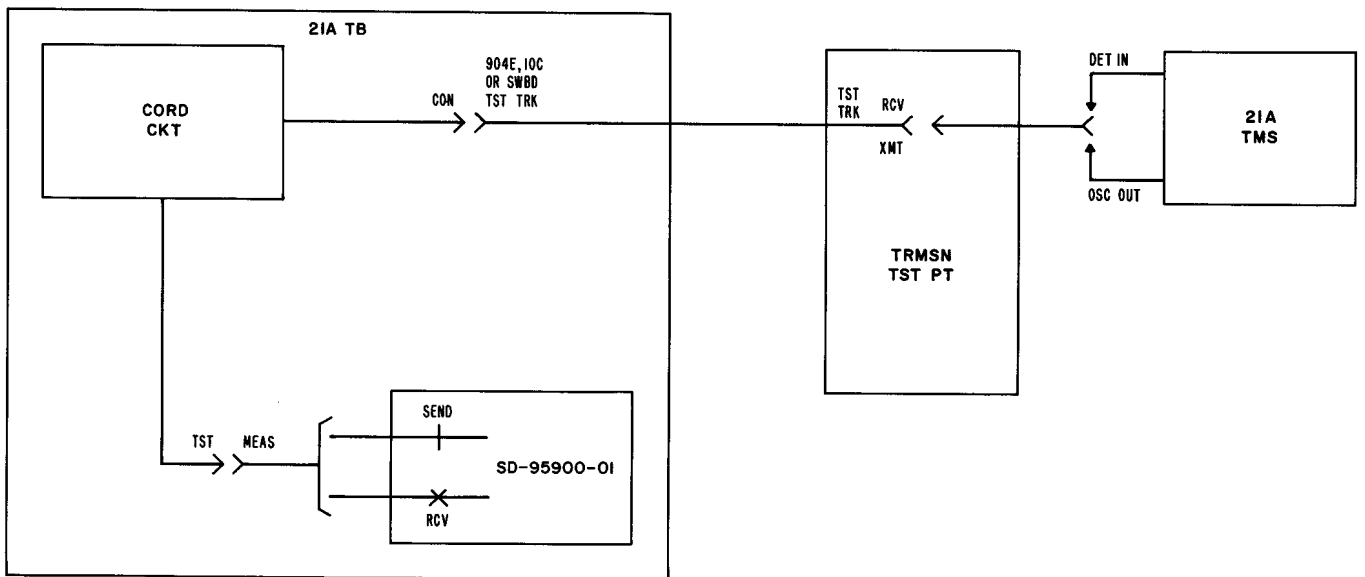 21A TB
CORD
CKT
CON
904E, 10C
OR SWBD
TST TRK
TST
TRK
RCV
XMT
TRMSN
TST PT
DET IN
OSC OUT
21A
TMS
TST
MEAS
SEND
SD-95900-01
RCV